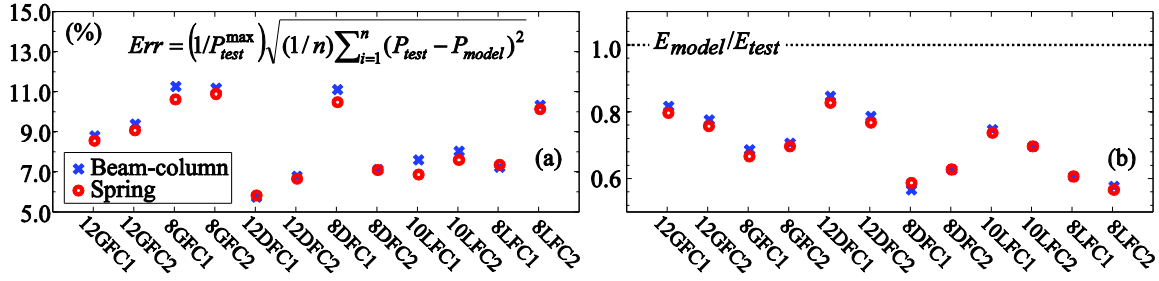 15.0
13.0
11.0
9.0
7.0
5.0
(%)
Err = (1/P_test^max)√((1/n)∑_{i=1}^{n}(P_test − P_model)^2)
Beam-column
Spring
(a)
12GFC1
12GFC2
8GFC1
8GFC2
12DFC1
12DFC2
8DFC1
8DFC2
10LFC1
10LFC2
8LFC1
8LFC2
1.0
0.8
0.6
E_model/E_test
(b)
12GFC1
12GFC2
8GFC1
8GFC2
12DFC1
12DFC2
8DFC1
8DFC2
10LFC1
10LFC2
8LFC1
8LFC2